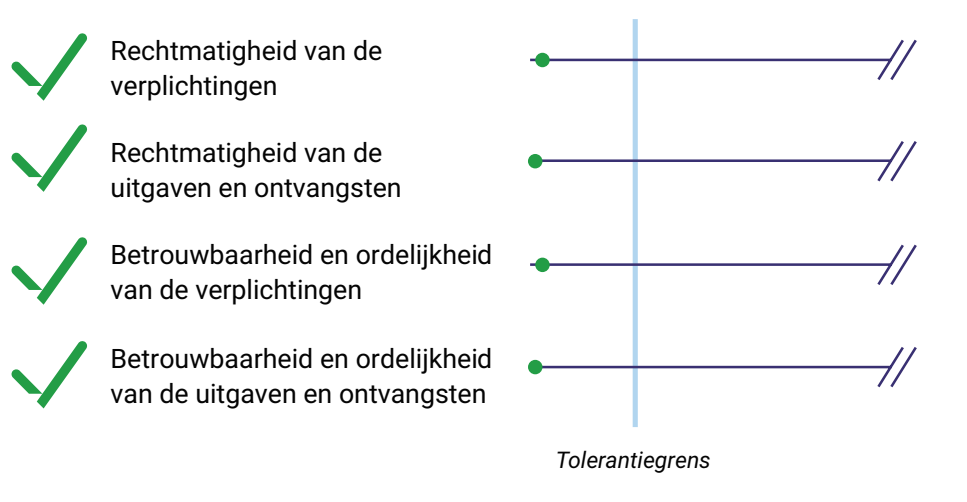 Rechtmatigheid van de
verplichtingen
Rechtmatigheid van de
uitgaven en ontvangsten
Betrouwbaarheid en ordelijkheid
van de verplichtingen
Betrouwbaarheid en ordelijkheid
van de uitgaven en ontvangsten
Tolerantiegrens